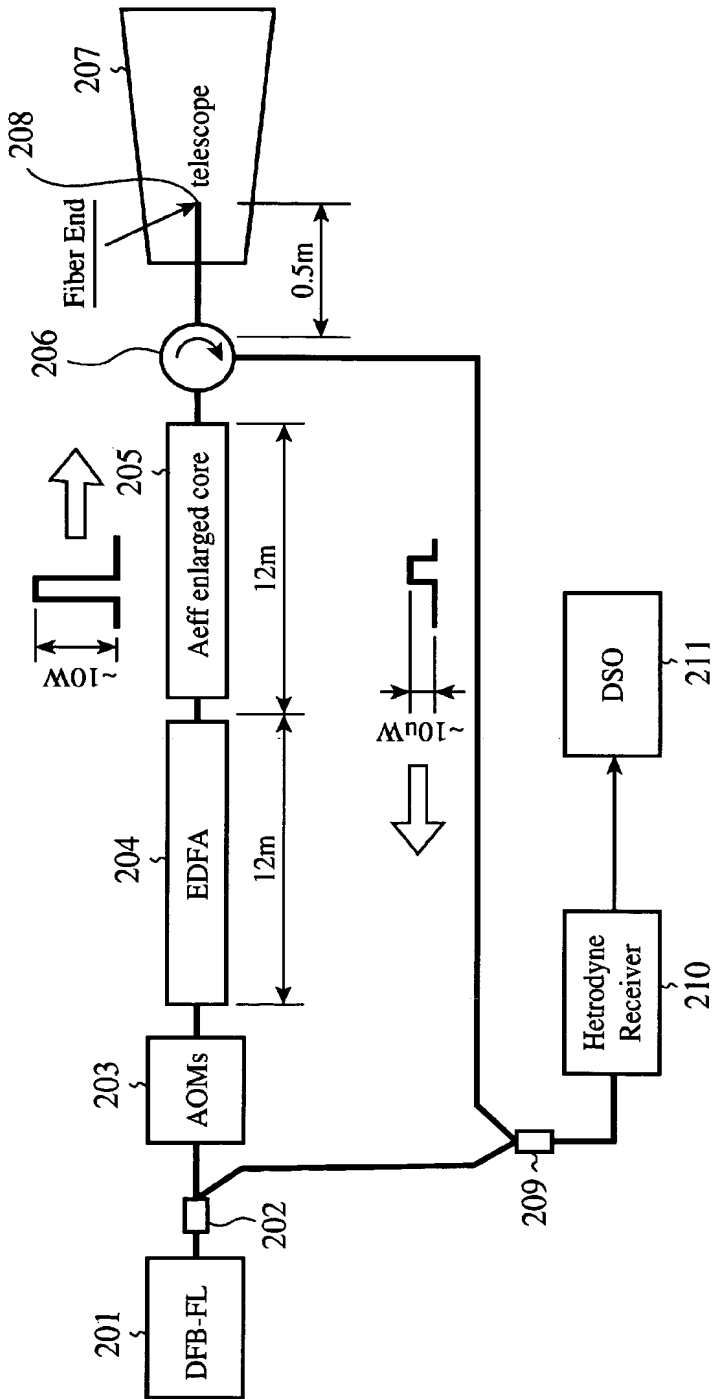 201
DFB-FL
202
203
AOMs
204
EDFA
12m
~10W
205
Aeff enlarged core
12m
206
0.5m
Fiber End
208
207
telescope
~10uW
209
Hetrodyne
Receiver
210
DSO
211